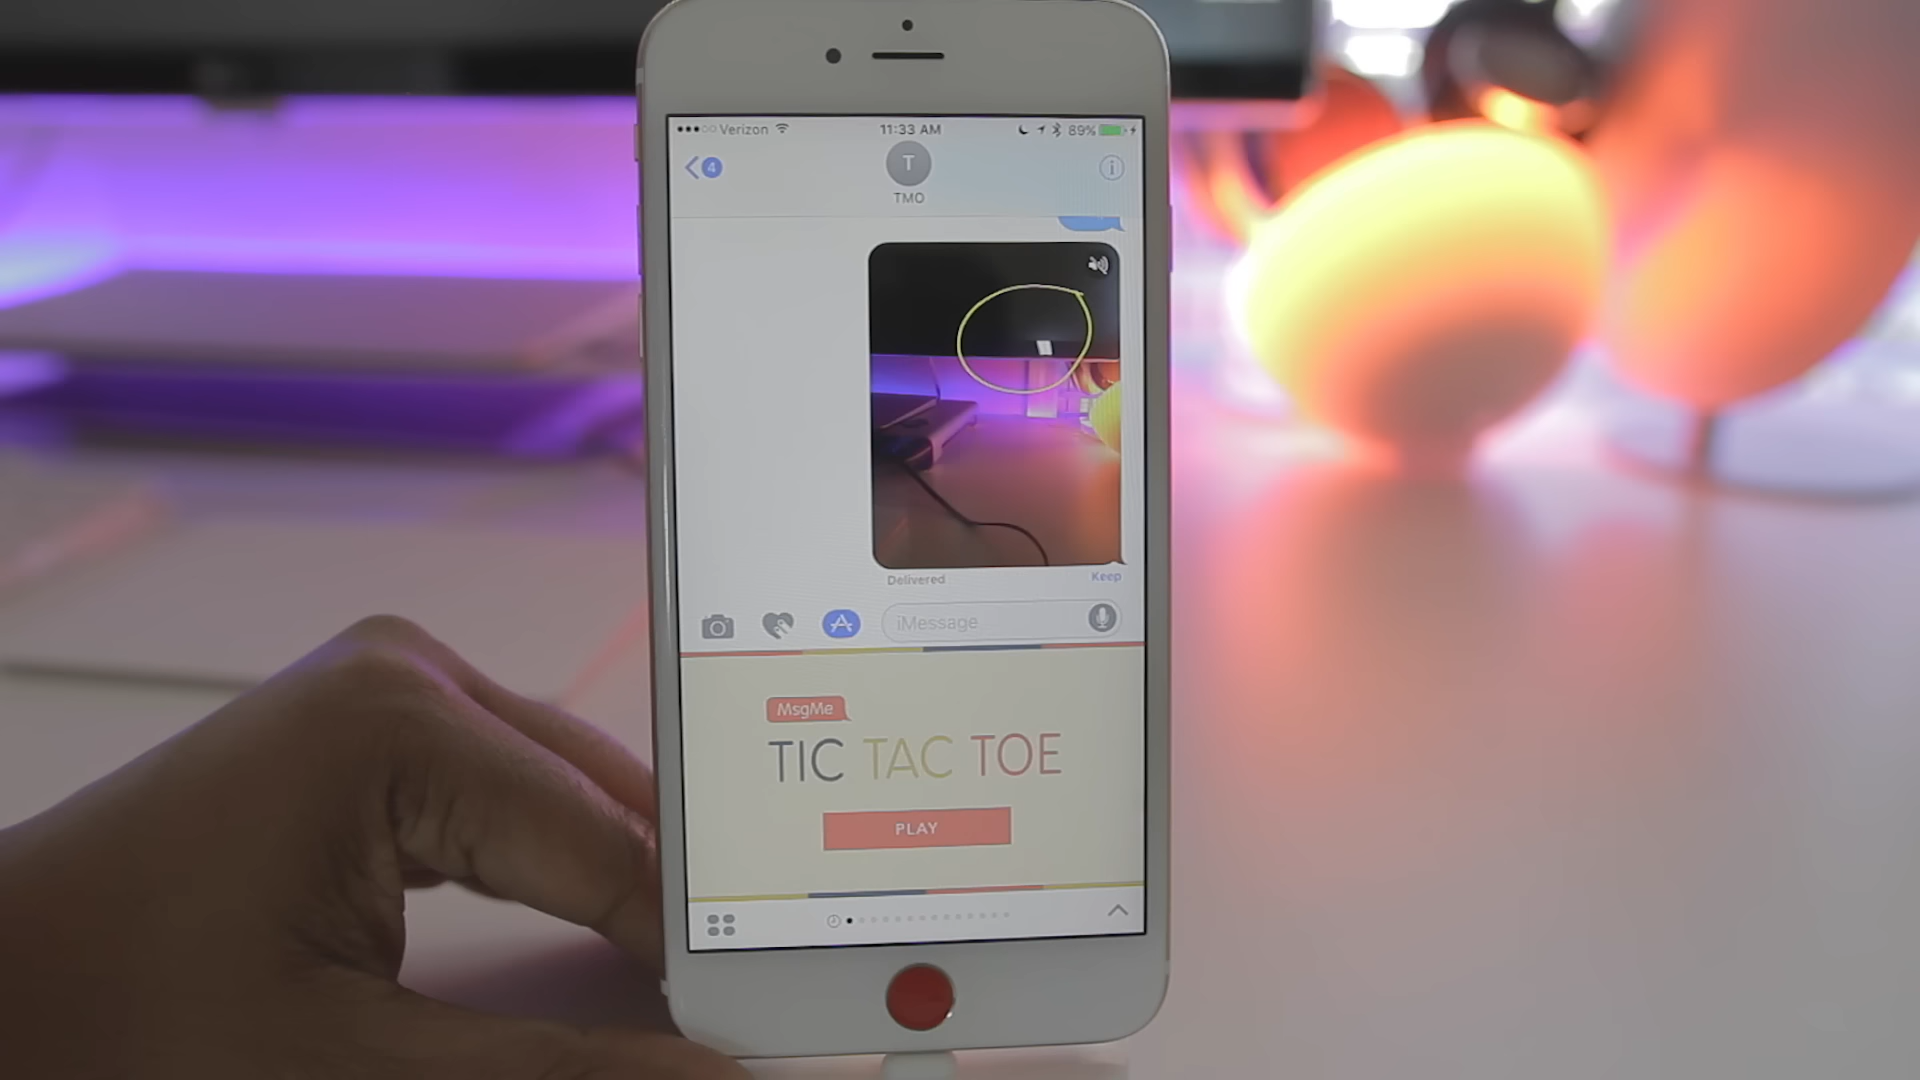 Verizon 11:33 AM 89%
4
T
TMO
Delivered Keep
iMessage
MsgMe
TIC TAC TOE
PLAY